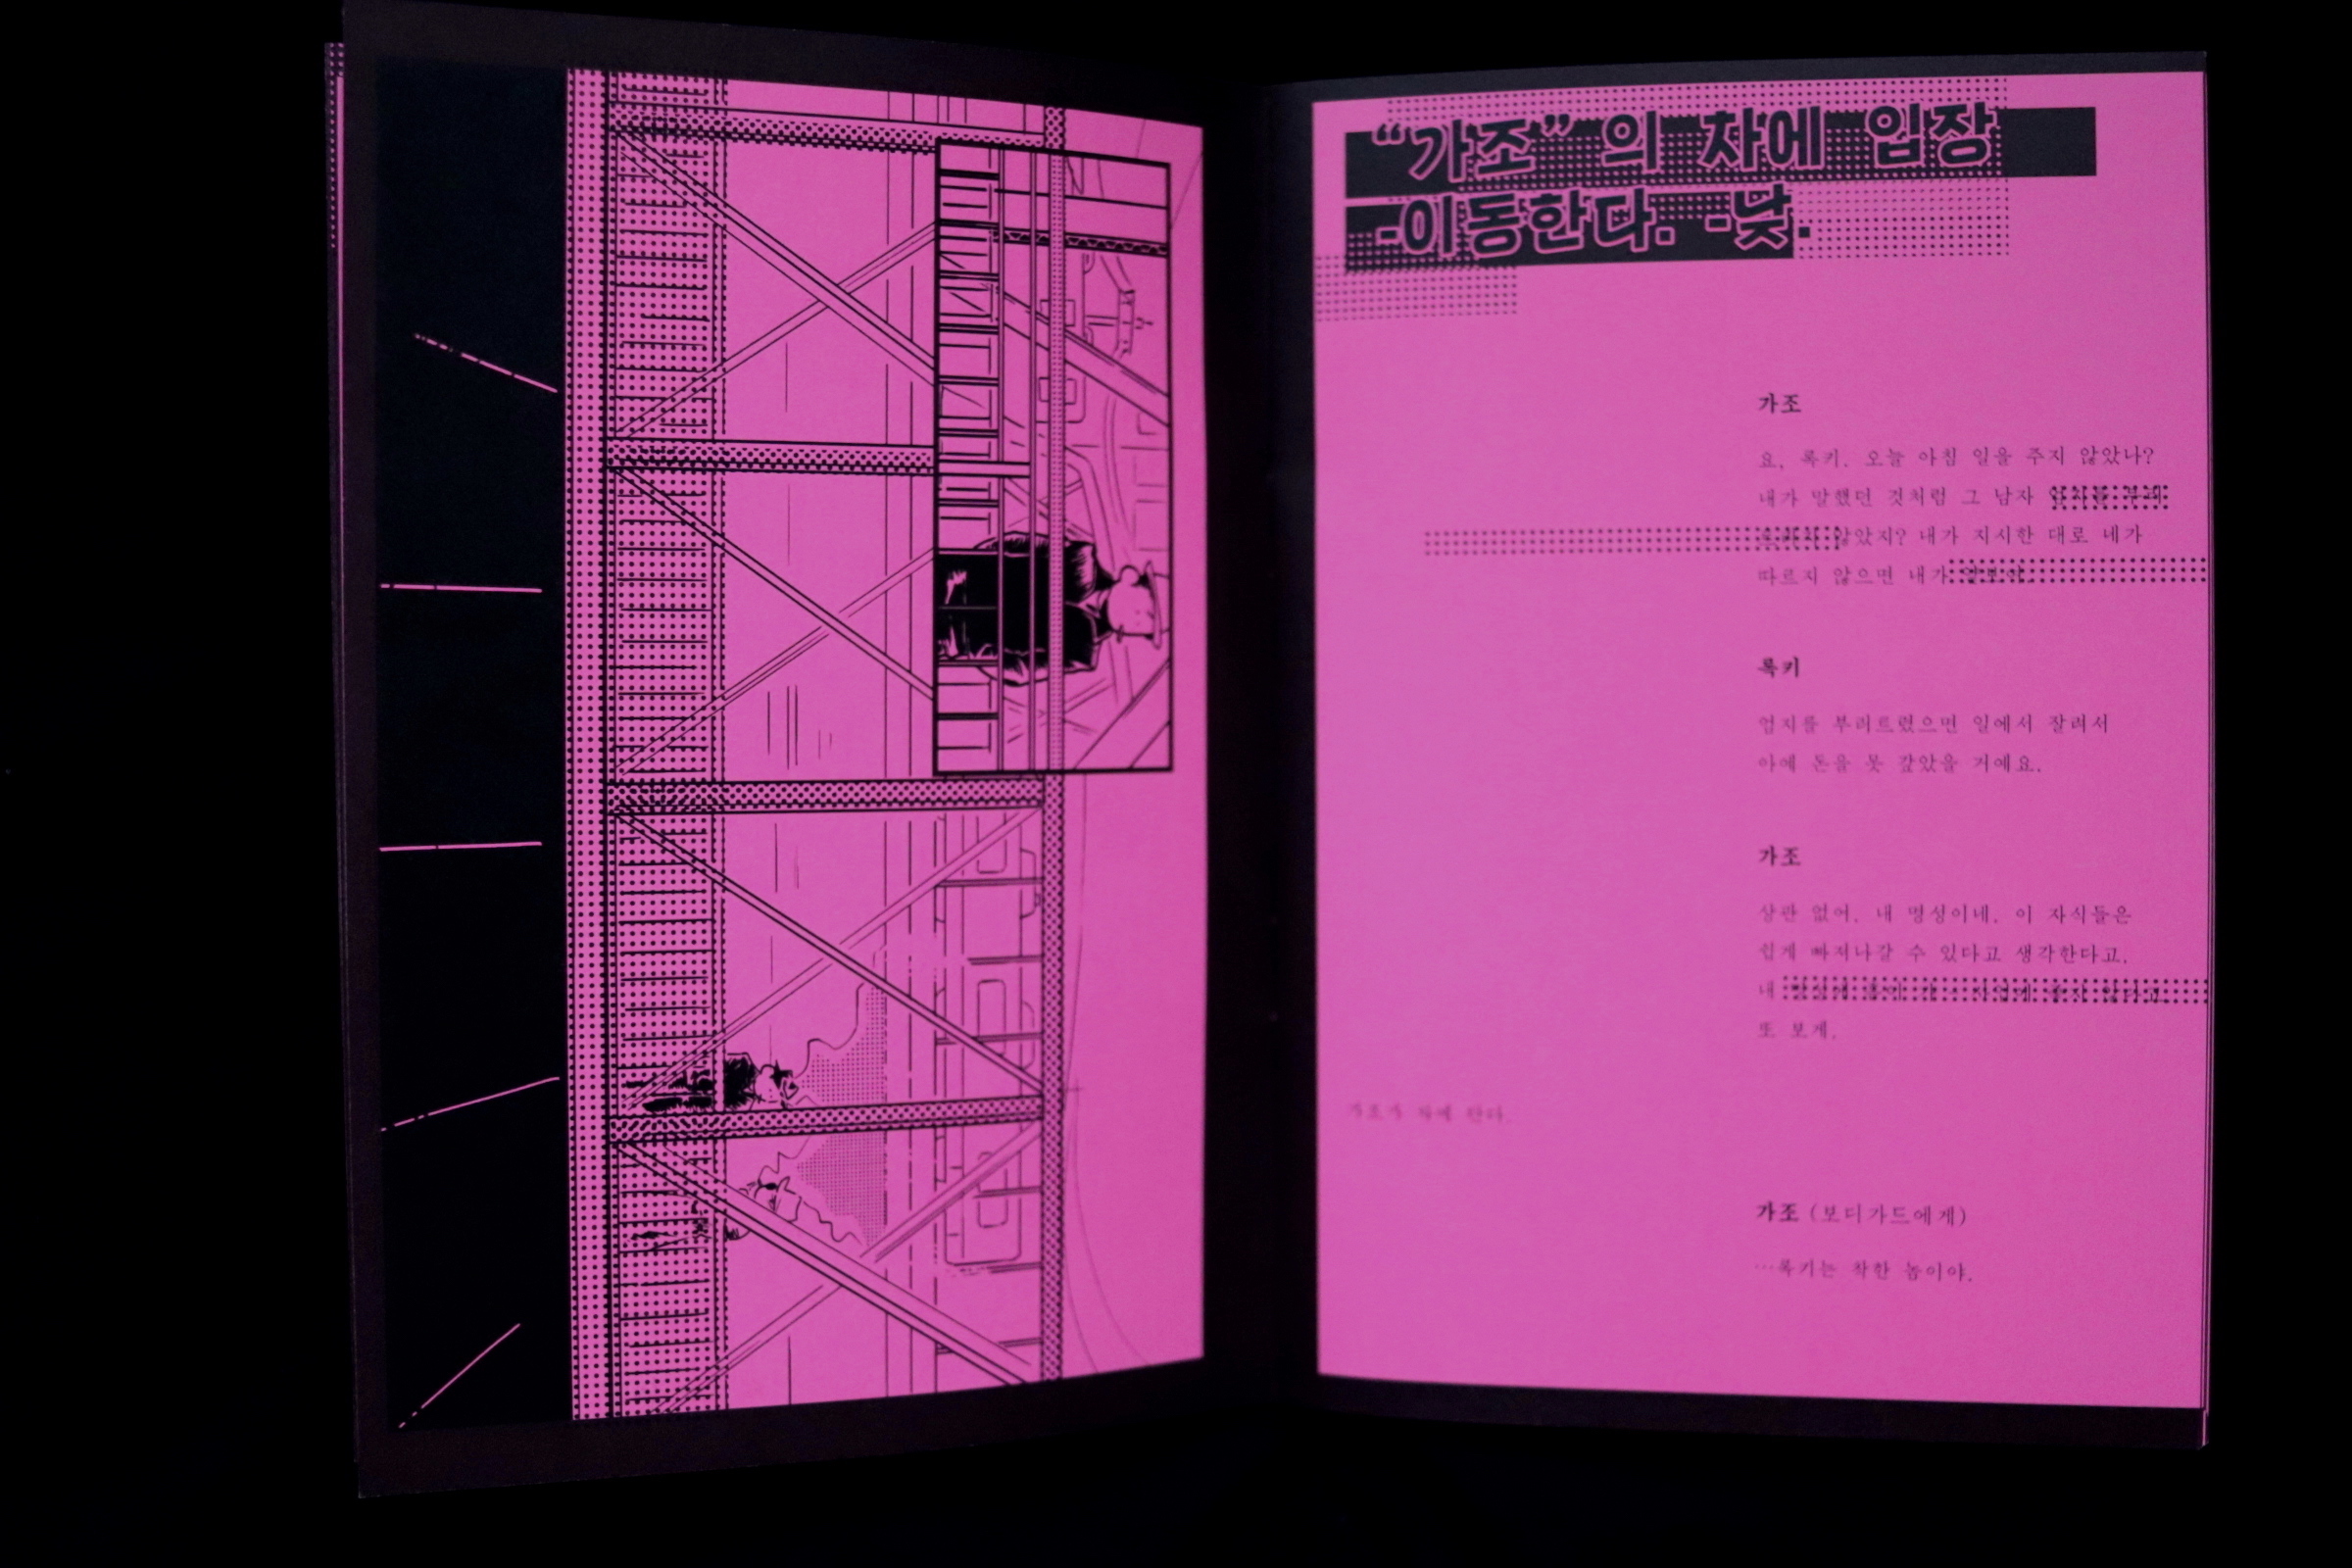 “가조” 의 차에 입장
-이동한다. -낮.
가조
요, 록키. 오늘 아침 일을 주지 않았나?
내가 말했던 것처럼 그 남자 엄지를 부러
않았지? 내가 지시한 대로 네가
따르지 않으면 내가
록키
엄지를 부러트렸으면 일에서 잘려서
아예 돈을 못 갚았을 거예요.
가조
상관 없어. 내 명성이네. 이 자식들은
쉽게 빠져나갈 수 있다고 생각한다고,
내
또 보게.
가조가 차에 탄다.
가조 (보디가드에게)
…록키는 착한 놈이야.